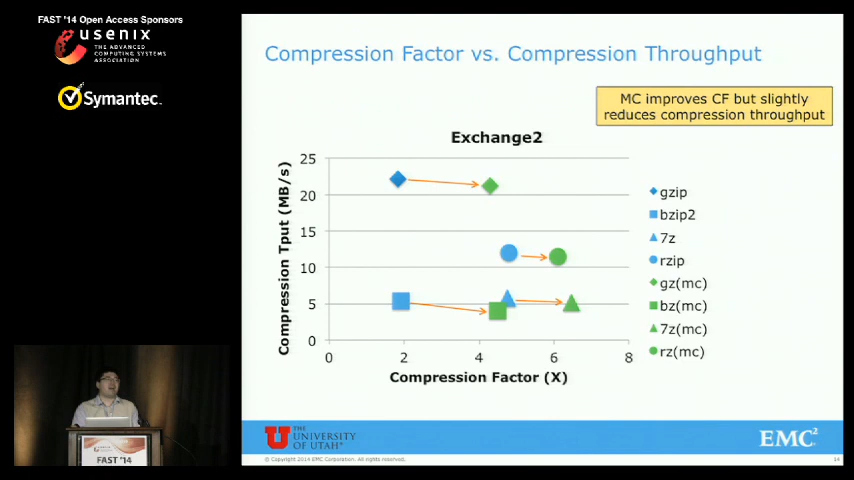 FAST '14 Open Access Sponsors
usenix
THE ADVANCED
COMPUTING SYSTEMS
ASSOCIATION
Symantec
Compression Factor vs. Compression Throughput
MC improves CF but slightly
reduces compression throughput
Exchange2
Compression Tput (MB/s)
25
20
15
10
5
0
0 2 4 6 8
Compression Factor (X)
gzip
bzip2
7z
rzip
gz(mc)
bz(mc)
7z(mc)
rz(mc)
FAST '14
U
THE
UNIVERSITY
OF UTAH
EMC²
© Copyright 2014 EMC Corporation. All rights reserved.
14